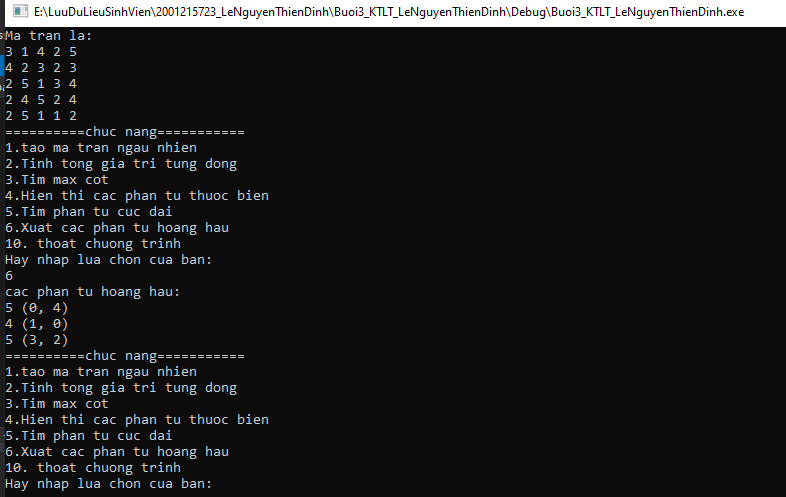 E:\LuuDuLieuSinhVien\2001215723_LeNguyenThienDinh\Buoi3_KTLT_LeNguyenThienDinh\Debug\Buoi3_KTLT_LeNguyenThienDinh.exe
Ma tran la:
3 1 4 2 5
4 2 3 2 3
2 5 1 3 4
2 4 5 2 4
2 5 1 1 2
==========chuc nang===========
1.tao ma tran ngau nhien
2.Tinh tong gia tri tung dong
3.Tim max cot
4.Hien thi cac phan tu thuoc bien
5.Tim phan tu cuc dai
6.Xuat cac phan tu hoang hau
10. thoat chuong trinh
Hay nhap lua chon cua ban:
6
cac phan tu hoang hau:
5 (0, 4)
4 (1, 0)
5 (3, 2)
==========chuc nang===========
1.tao ma tran ngau nhien
2.Tinh tong gia tri tung dong
3.Tim max cot
4.Hien thi cac phan tu thuoc bien
5.Tim phan tu cuc dai
6.Xuat cac phan tu hoang hau
10. thoat chuong trinh
Hay nhap lua chon cua ban: